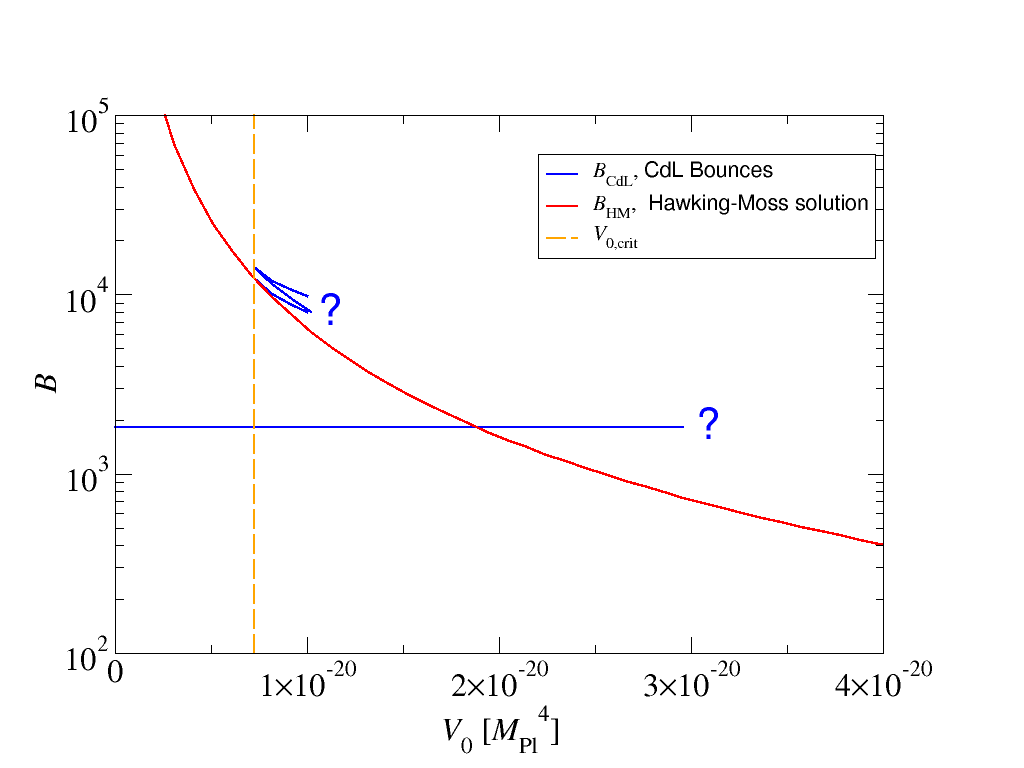 10^5
10^4
10^3
10^2
B
B_CdL, CdL Bounces
B_HM, Hawking-Moss solution
V_0,crit
?
?
0
1×10^-20
2×10^-20
3×10^-20
4×10^-20
V_0 [M_Pl^4]